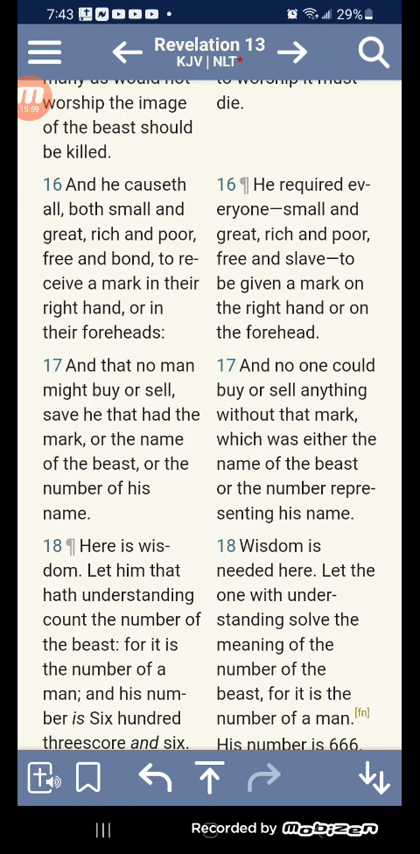 7:43
29%
Revelation 13
KJV | NLT*
15:59
many as would not
worship the image
of the beast should
be killed.
16 And he causeth
all, both small and
great, rich and poor,
free and bond, to re-
ceive a mark in their
right hand, or in
their foreheads:
17 And that no man
might buy or sell,
save he that had the
mark, or the name
of the beast, or the
number of his
name.
18 ¶ Here is wis-
dom. Let him that
hath understanding
count the number of
the beast: for it is
the number of a
man; and his num-
ber is Six hundred
threescore and six.
to worship it must
die.
16 ¶ He required ev-
eryone—small and
great, rich and poor,
free and slave—to
be given a mark on
the right hand or on
the forehead.
17 And no one could
buy or sell anything
without that mark,
which was either the
name of the beast
or the number repre-
senting his name.
18 Wisdom is
needed here. Let the
one with under-
standing solve the
meaning of the
number of the
beast, for it is the
number of a man.[fn]
His number is 666.
Recorded by mobizen